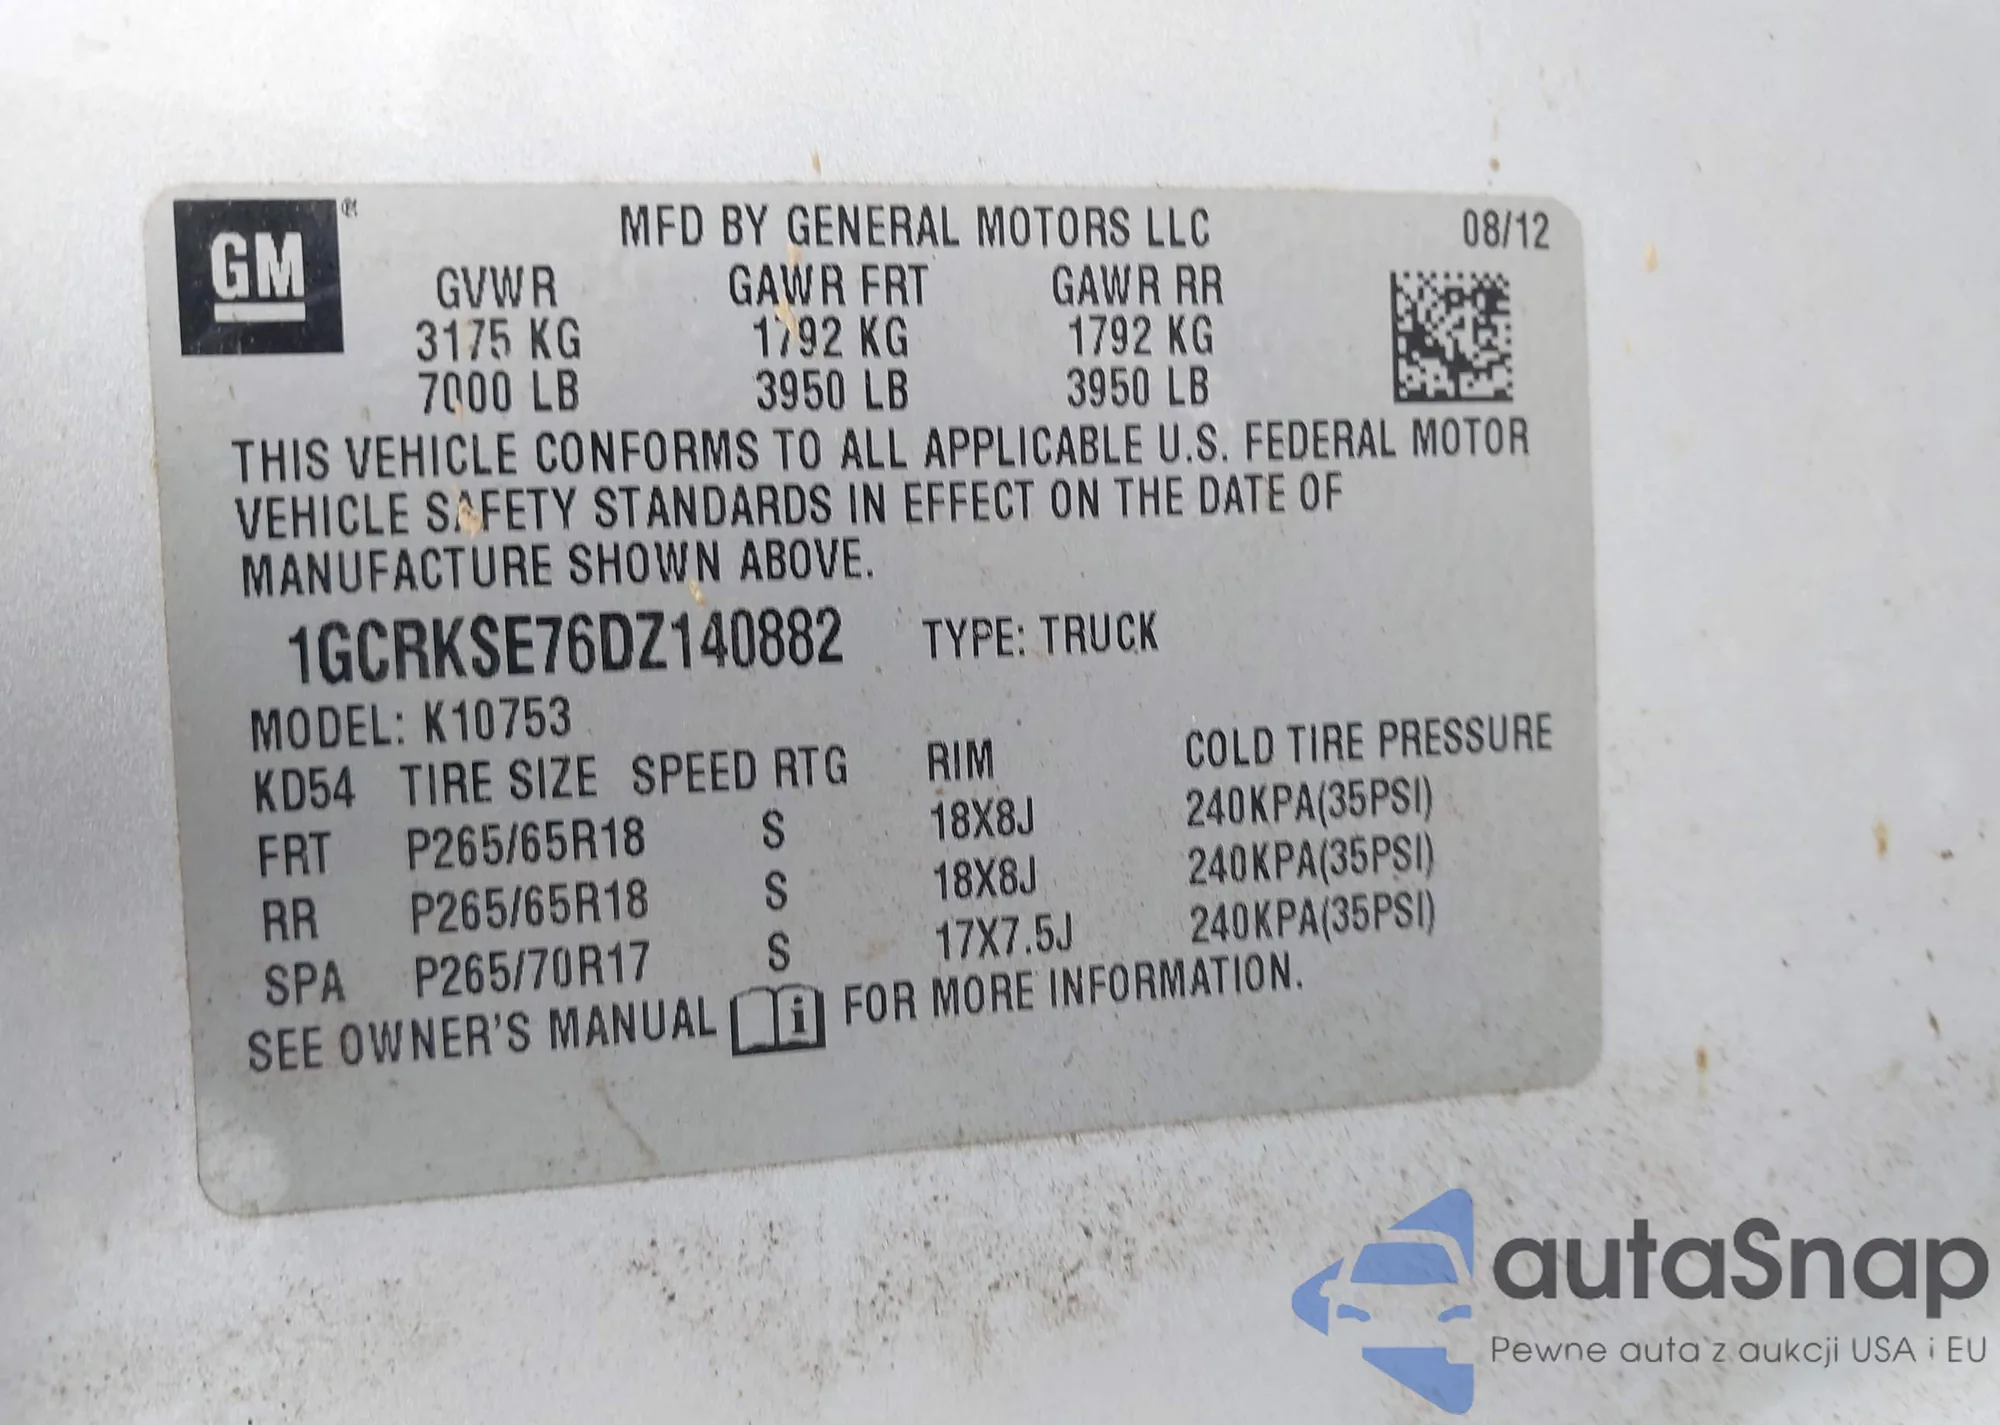 GM ®
MFD BY GENERAL MOTORS LLC 08/12
GVWR GAWR FRT GAWR RR
3175 KG 1792 KG 1792 KG
7000 LB 3950 LB 3950 LB
THIS VEHICLE CONFORMS TO ALL APPLICABLE U.S. FEDERAL MOTOR
VEHICLE SAFETY STANDARDS IN EFFECT ON THE DATE OF
MANUFACTURE SHOWN ABOVE.
1GCRKSE76DZ140882 TYPE: TRUCK
MODEL: K10753
KD54 TIRE SIZE SPEED RTG RIM COLD TIRE PRESSURE
FRT P265/65R18 S 18X8J 240KPA(35PSI)
RR P265/65R18 S 18X8J 240KPA(35PSI)
SPA P265/70R17 S 17X7.5J 240KPA(35PSI)
SEE OWNER'S MANUAL i FOR MORE INFORMATION.
autaSnap
Pewne auta z aukcji USA i EU